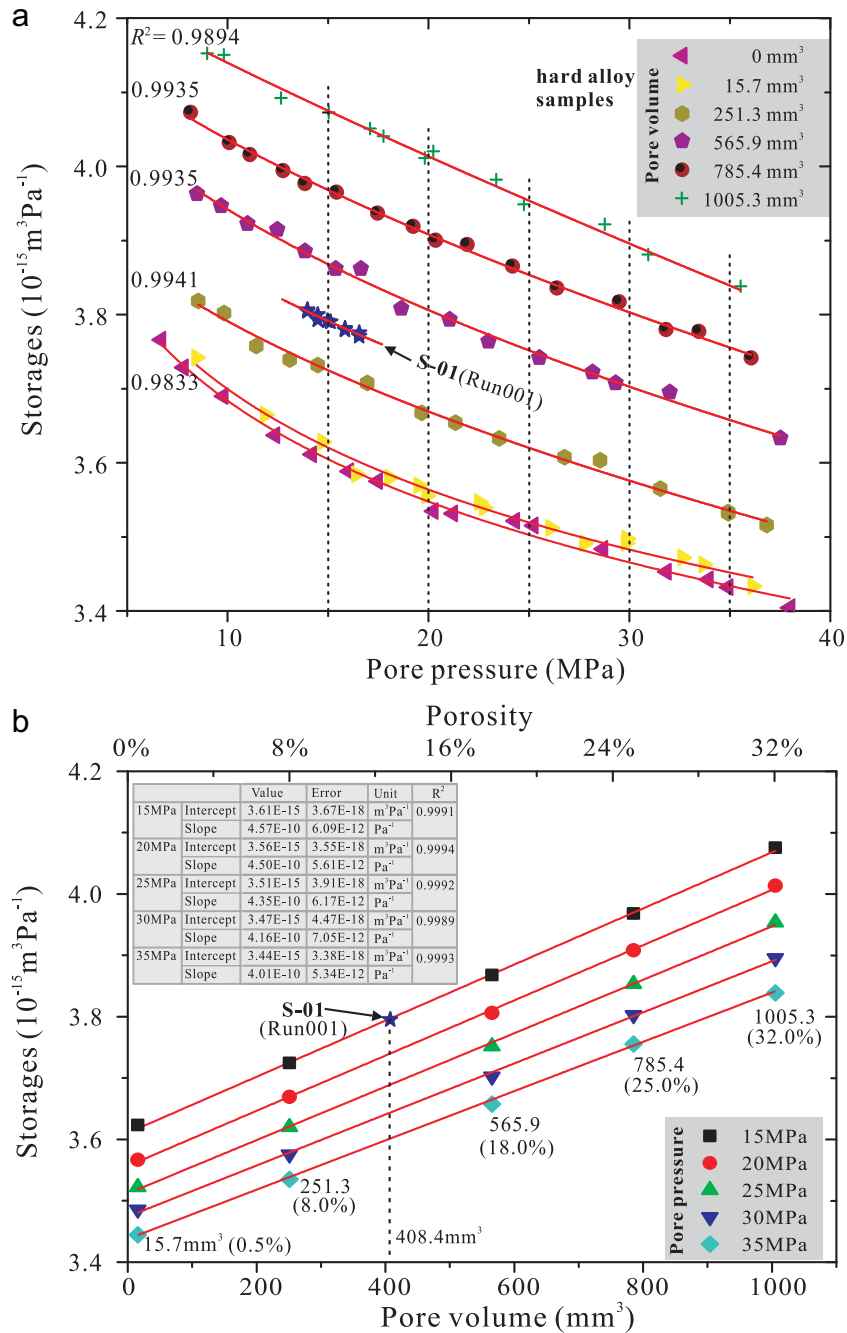 a
R² = 0.9894
0.9935
0.9935
0.9941
0.9833
hard alloy
samples
Pore volume
0 mm³
15.7 mm³
251.3 mm³
565.9 mm³
785.4 mm³
1005.3 mm³
S-01(Run001)
4.2
4.0
3.8
3.6
3.4
Storages (10⁻¹⁵m³Pa⁻¹)
10 20 30 40
Pore pressure (MPa)
b
Porosity
0% 8% 16% 24% 32%
4.2
4.0
3.8
3.6
3.4
Storages (10⁻¹⁵m³Pa⁻¹)
Value Error Unit R²
15MPa Intercept 3.61E-15 3.67E-18 m³Pa⁻¹ 0.9991
Slope 4.57E-10 6.09E-12 Pa⁻¹
20MPa Intercept 3.56E-15 3.55E-18 m³Pa⁻¹ 0.9994
Slope 4.50E-10 5.61E-12 Pa⁻¹
25MPa Intercept 3.51E-15 3.91E-18 m³Pa⁻¹ 0.9992
Slope 4.35E-10 6.17E-12 Pa⁻¹
30MPa Intercept 3.47E-15 4.47E-18 m³Pa⁻¹ 0.9989
Slope 4.16E-10 7.05E-12 Pa⁻¹
35MPa Intercept 3.44E-15 3.38E-18 m³Pa⁻¹ 0.9993
Slope 4.01E-10 5.34E-12 Pa⁻¹
S-01
(Run001)
1005.3
(32.0%)
785.4
(25.0%)
565.9
(18.0%)
251.3
(8.0%)
15.7mm³ (0.5%)
408.4mm³
Pore pressure
15MPa
20MPa
25MPa
30MPa
35MPa
0 200 400 600 800 1000
Pore volume (mm³)